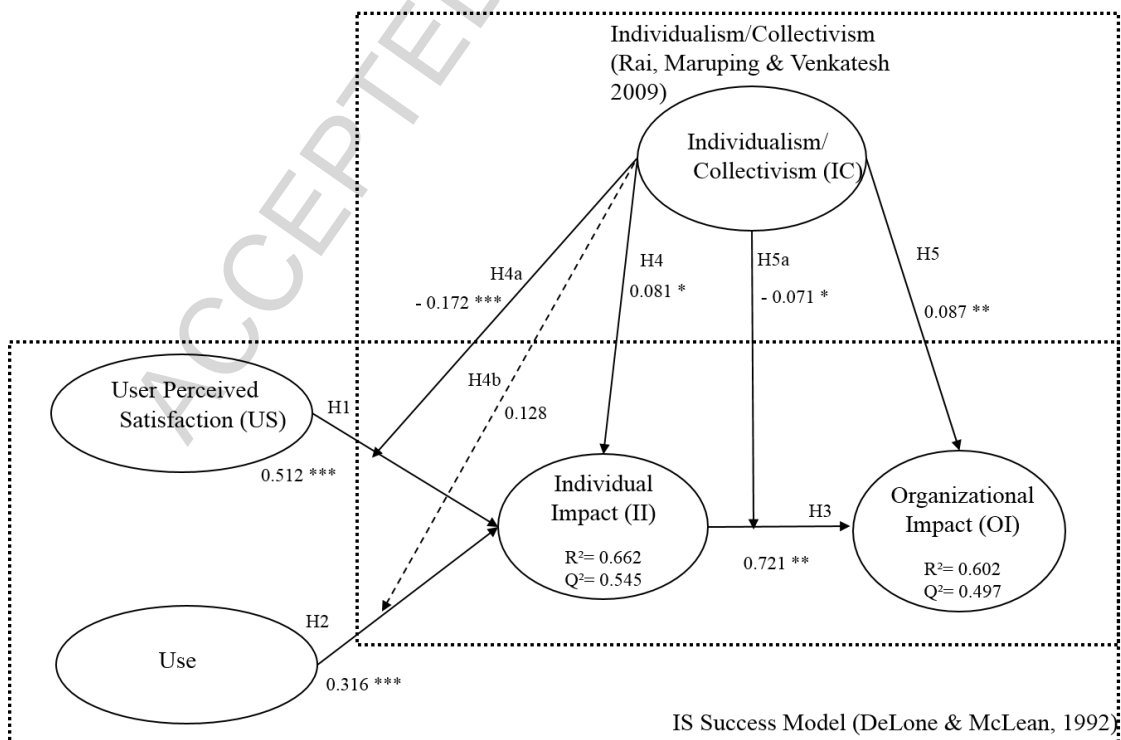 Individualism/Collectivism
(Rai, Maruping & Venkatesh
2009)
Individualism/
Collectivism (IC)
H4a
- 0.172 ***
H4
0.081 *
H5a
- 0.071 *
H5
0.087 **
H4b
0.128
User Perceived
Satisfaction (US)
H1
0.512 ***
Individual
Impact (II)
R²= 0.662
Q²= 0.545
H3
0.721 **
Organizational
Impact (OI)
R²= 0.602
Q²= 0.497
Use
H2
0.316 ***
IS Success Model (DeLone & McLean, 1992)